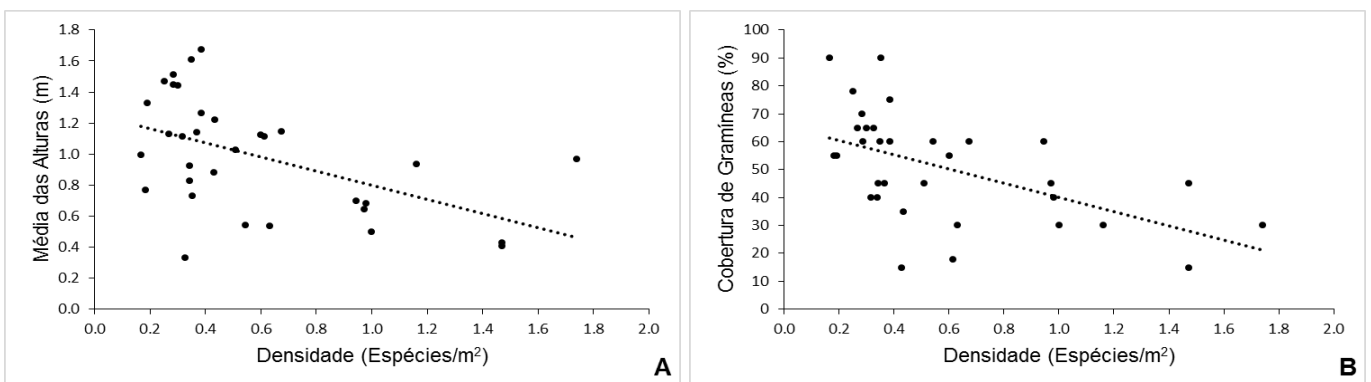 Média das Alturas (m)
1.8
1.6
1.4
1.2
1.0
0.8
0.6
0.4
0.2
0.0
0.0 0.2 0.4 0.6 0.8 1.0 1.2 1.4 1.6 1.8 2.0
Densidade (Espécies/m²)
A
Cobertura de Gramíneas (%)
100
90
80
70
60
50
40
30
20
10
0
0.0 0.2 0.4 0.6 0.8 1.0 1.2 1.4 1.6 1.8 2.0
Densidade (Espécies/m²)
B